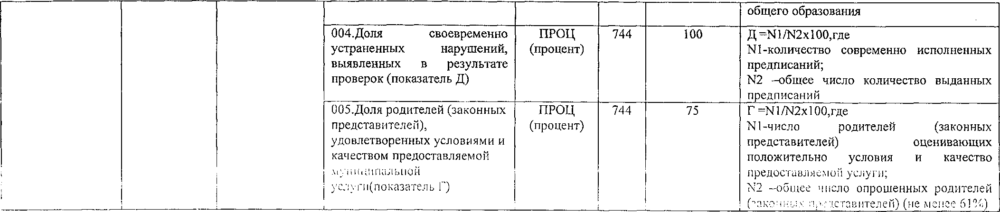 общего образования
004.Доля своевременно
устраненных нарушений,
выявленных в результате
проверок (показатель Д)
ПРОЦ
(процент)
744
100
Д =N1/N2x100,где
N1-количество современно исполненных
предписаний;
N2 –общее число количество выданных
предписаний
005.Доля родителей (законных
представителей),
удовлетворенных условиями и
качеством предоставляемой
муниципальной
услуги(показатель Г)
ПРОЦ
(процент)
744
75
Г =N1/N2x100,где
N1-число родителей (законных
представителей) оценивающих
положительно условия и качество
предоставляемой услуги;
N2 –общее число опрошенных родителей
(законных представителей) (не менее 61%)